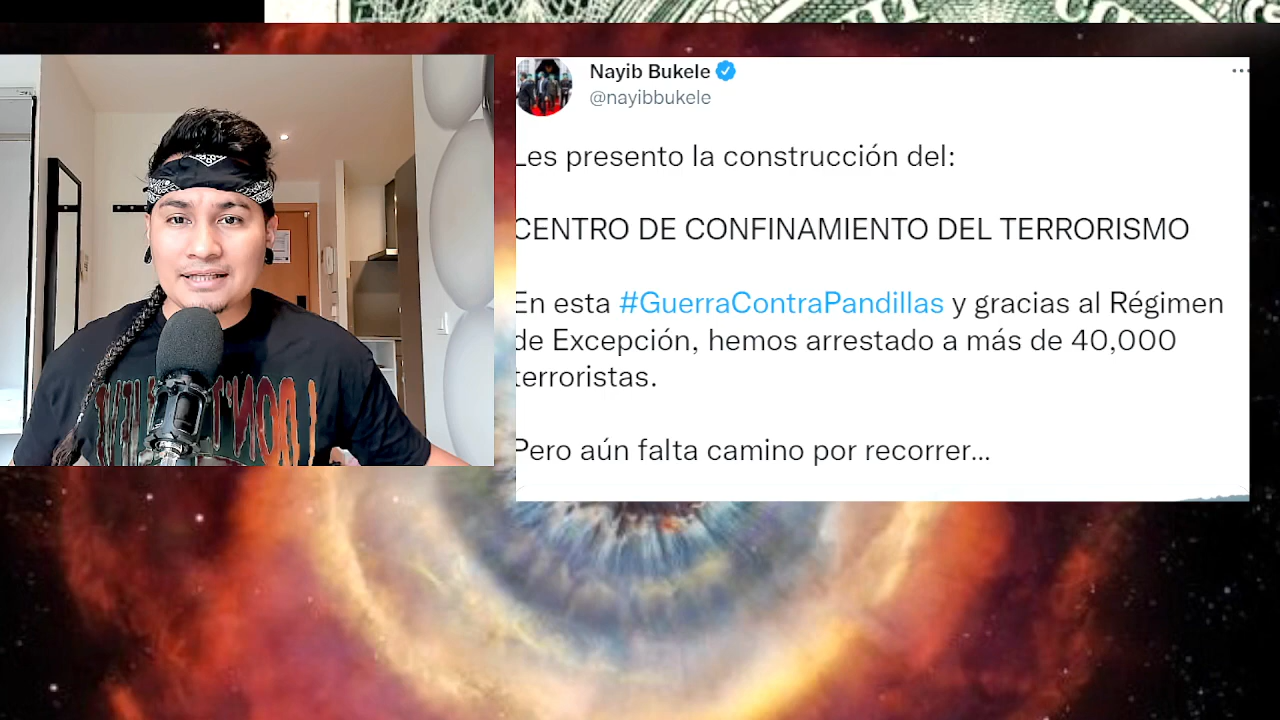 Nayib Bukele
@nayibbukele
Les presento la construcción del:
CENTRO DE CONFINAMIENTO DEL TERRORISMO
En esta #GuerraContraPandillas y gracias al Régimen
de Excepción, hemos arrestado a más de 40,000
terroristas.
Pero aún falta camino por recorrer...